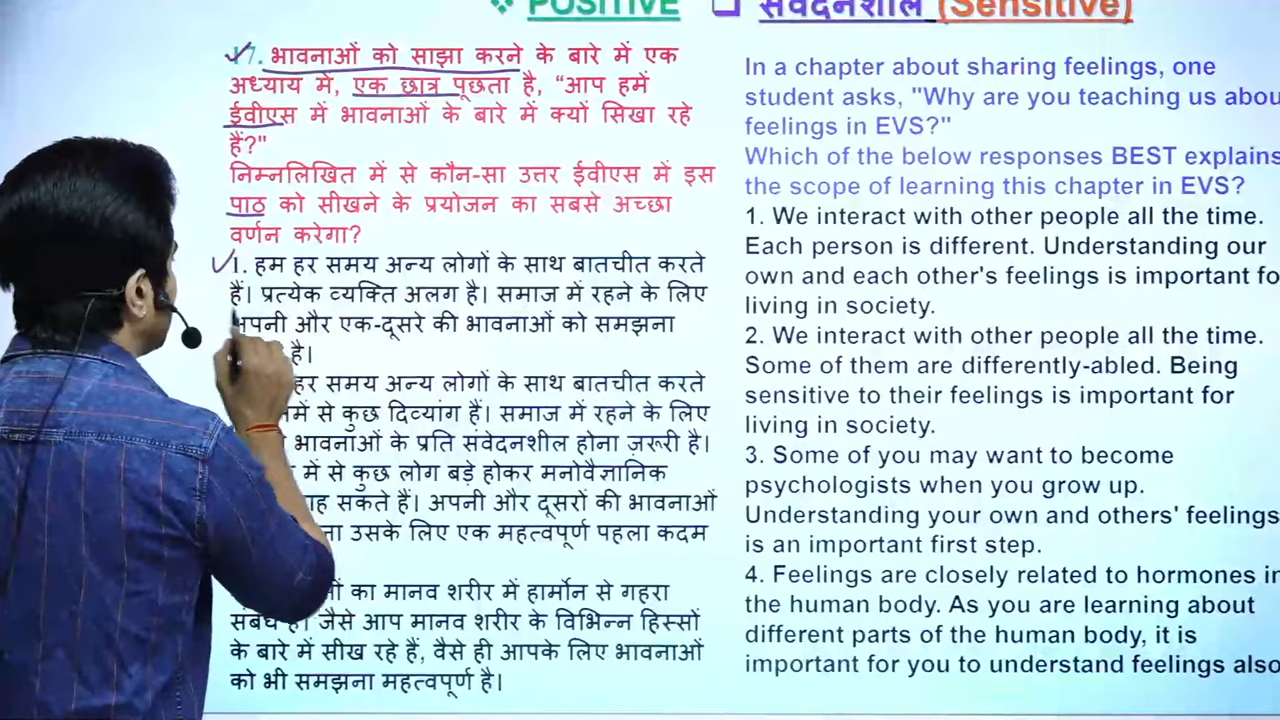 ❖ POSITIVE ❑ संवेदनशील (Sensitive)
17. भावनाओं को साझा करने के बारे में एक
अध्याय में, एक छात्र पूछता है, “आप हमें
ईवीएस में भावनाओं के बारे में क्यों सिखा रहे
हैं?"
निम्नलिखित में से कौन-सा उत्तर ईवीएस में इस
पाठ को सीखने के प्रयोजन का सबसे अच्छा
वर्णन करेगा?
1. हम हर समय अन्य लोगों के साथ बातचीत करते
हैं। प्रत्येक व्यक्ति अलग है। समाज में रहने के लिए
अपनी और एक-दूसरे की भावनाओं को समझना
है।
हर समय अन्य लोगों के साथ बातचीत करते
में से कुछ दिव्यांग हैं। समाज में रहने के लिए
भावनाओं के प्रति संवेदनशील होना ज़रूरी है।
में से कुछ लोग बड़े होकर मनोवैज्ञानिक
सकते हैं। अपनी और दूसरों की भावनाओं
उसके लिए एक महत्वपूर्ण पहला कदम
का मानव शरीर में हार्मोन से गहरा
संबंध है। जैसे आप मानव शरीर के विभिन्न हिस्सों
के बारे में सीख रहे हैं, वैसे ही आपके लिए भावनाओं
को भी समझना महत्वपूर्ण है।
In a chapter about sharing feelings, one
student asks, "Why are you teaching us abou
feelings in EVS?"
Which of the below responses BEST explains
the scope of learning this chapter in EVS?
1. We interact with other people all the time.
Each person is different. Understanding our
own and each other's feelings is important fo
living in society.
2. We interact with other people all the time.
Some of them are differently-abled. Being
sensitive to their feelings is important for
living in society.
3. Some of you may want to become
psychologists when you grow up.
Understanding your own and others' feelings
is an important first step.
4. Feelings are closely related to hormones in
the human body. As you are learning about
different parts of the human body, it is
important for you to understand feelings also